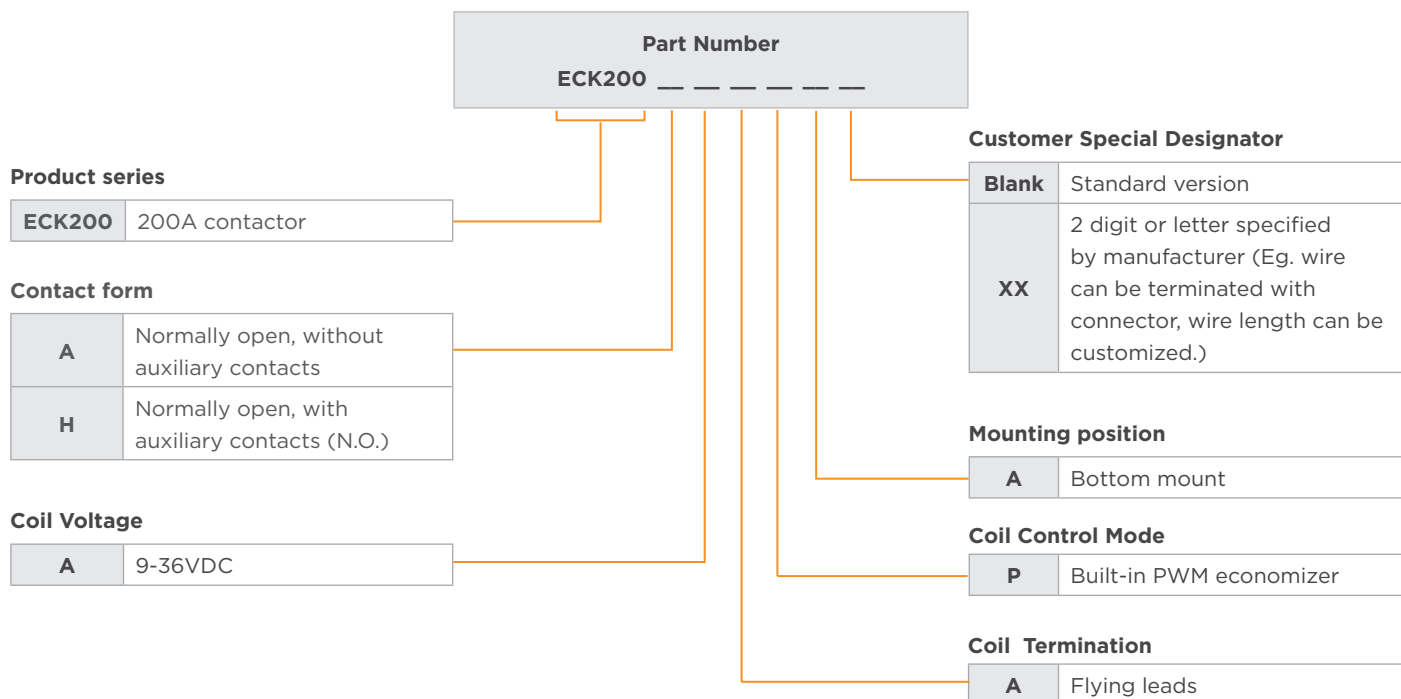 Part Number
ECK200 __ __ __ __ __ __
Product series
ECK200 200A contactor
Contact form
A Normally open, without
auxiliary contacts
H Normally open, with
auxiliary contacts (N.O.)
Coil Voltage
A 9-36VDC
Customer Special Designator
Blank Standard version
XX 2 digit or letter specified
by manufacturer (Eg. wire
can be terminated with
connector, wire length can be
customized.)
Mounting position
A Bottom mount
Coil Control Mode
P Built-in PWM economizer
Coil Termination
A Flying leads